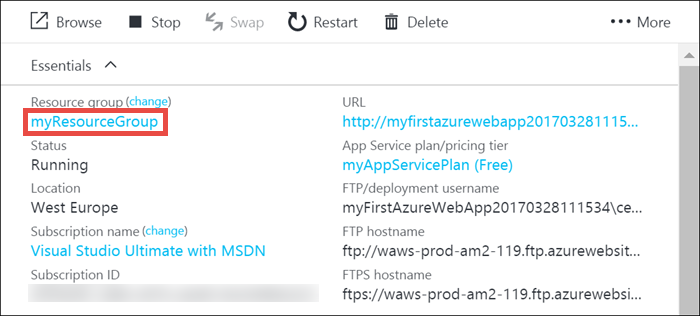 Browse Stop Swap Restart Delete ••• More
Essentials
Resource group (change)
myResourceGroup
Status
Running
Location
West Europe
Subscription name (change)
Visual Studio Ultimate with MSDN
Subscription ID
URL
http://myfirstazurewebapp201703281115...
App Service plan/pricing tier
myAppServicePlan (Free)
FTP/deployment username
myFirstAzureWebApp20170328111534\ce...
FTP hostname
ftp://waws-prod-am2-119.ftp.azurewebsit...
FTPS hostname
ftps://waws-prod-am2-119.ftp.azurewebsi...